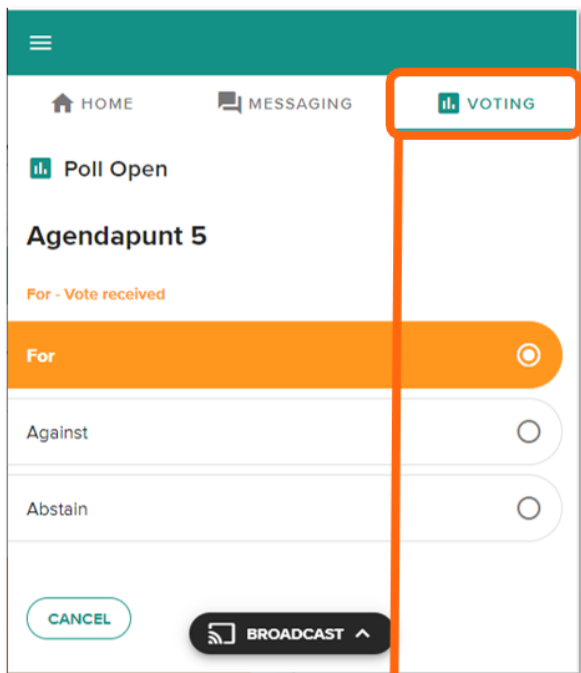 HOME MESSAGING VOTING
Poll Open
Agendapunt 5
For - Vote received
For
Against
Abstain
CANCEL
BROADCAST